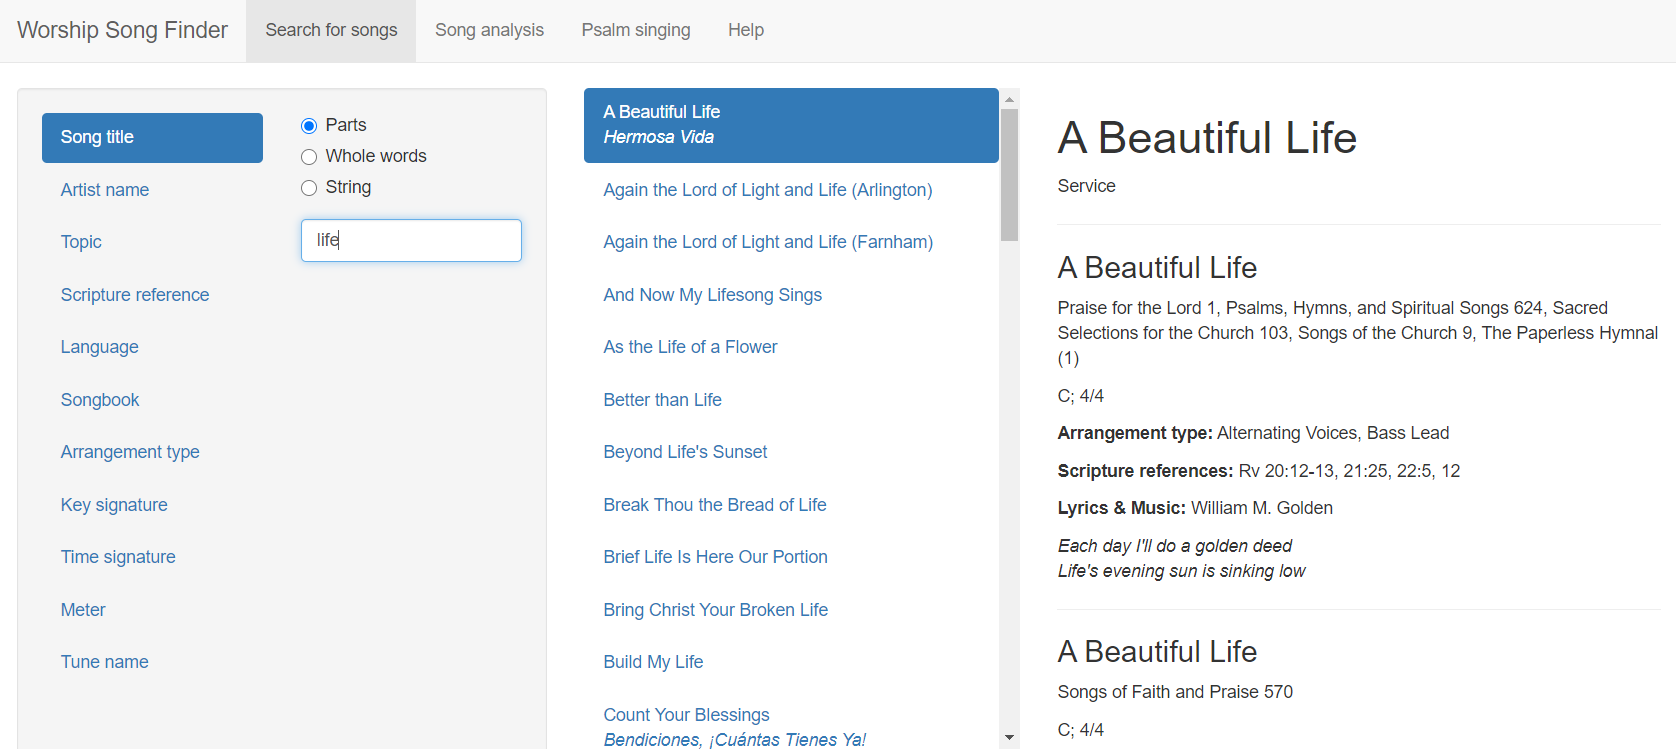 Worship Song Finder
Search for songs
Song analysis
Psalm singing
Help
Song title
Artist name
Topic
Scripture reference
Language
Songbook
Arrangement type
Key signature
Time signature
Meter
Tune name
Parts
Whole words
String
life
A Beautiful Life
Hermosa Vida
Again the Lord of Light and Life (Arlington)
Again the Lord of Light and Life (Farnham)
And Now My Lifesong Sings
As the Life of a Flower
Better than Life
Beyond Life's Sunset
Break Thou the Bread of Life
Brief Life Is Here Our Portion
Bring Christ Your Broken Life
Build My Life
Count Your Blessings
Bendiciones, ¡Cuántas Tienes Ya!
A Beautiful Life
Service
A Beautiful Life
Praise for the Lord 1, Psalms, Hymns, and Spiritual Songs 624, Sacred
Selections for the Church 103, Songs of the Church 9, The Paperless Hymnal
(1)
C; 4/4
Arrangement type: Alternating Voices, Bass Lead
Scripture references: Rv 20:12-13, 21:25, 22:5, 12
Lyrics & Music: William M. Golden
Each day I'll do a golden deed
Life's evening sun is sinking low
A Beautiful Life
Songs of Faith and Praise 570
C; 4/4